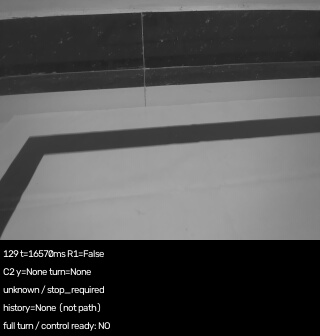 129 t=16570ms R1=False
C2 y=None turn=None
unknown / stop_required
history=None (not path)
full turn / control ready: NO